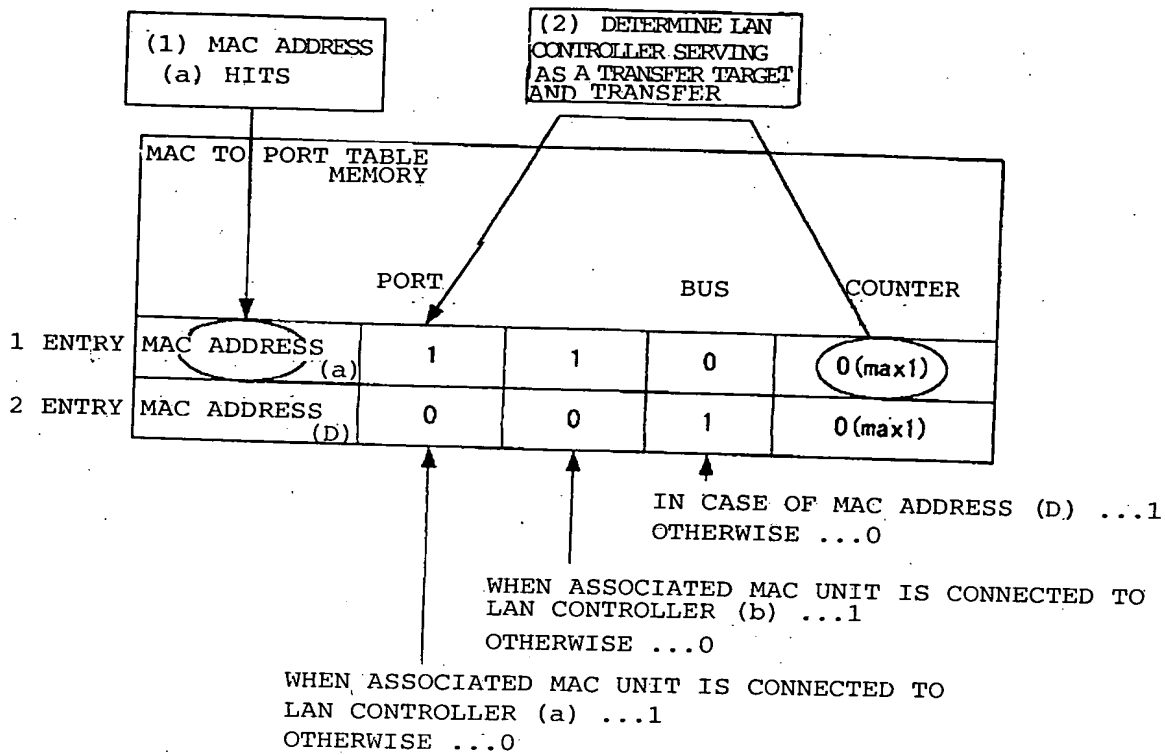 (1) MAC ADDRESS
(a) HITS
(2) DETERMINE LAN
CONTROLLER SERVING
AS A TRANSFER TARGET
AND TRANSFER
MAC TO PORT TABLE
MEMORY
PORT BUS COUNTER
1 ENTRY MAC ADDRESS (a) 1 1 0 0(max1)
2 ENTRY MAC ADDRESS (D) 0 0 1 0(max1)
IN CASE OF MAC ADDRESS (D) ...1
OTHERWISE ...0
WHEN ASSOCIATED MAC UNIT IS CONNECTED TO
LAN CONTROLLER (b) ...1
OTHERWISE ...0
WHEN ASSOCIATED MAC UNIT IS CONNECTED TO
LAN CONTROLLER (a) ...1
OTHERWISE ...0